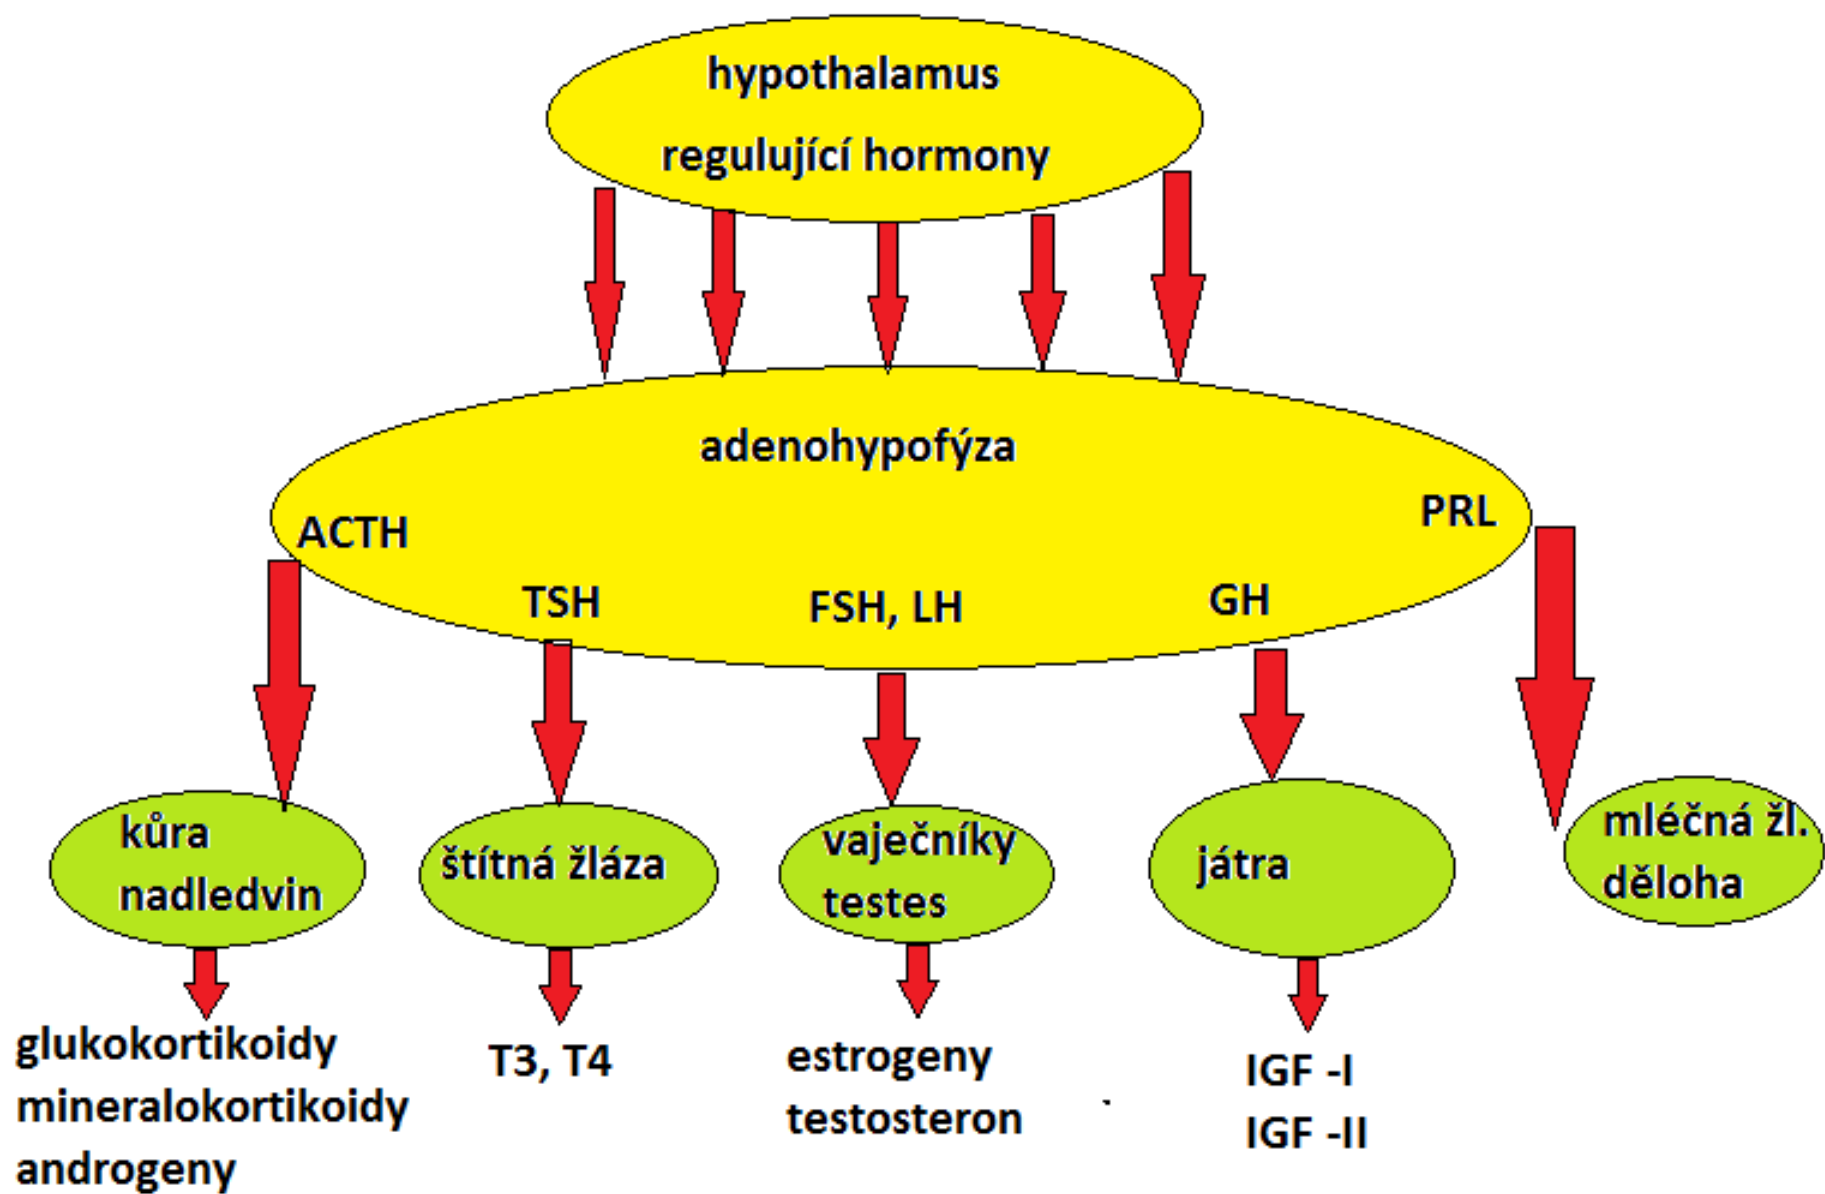 hypothalamus
regulující hormony
adenohypofýza
ACTH
TSH
FSH, LH
GH
PRL
kůra
nadledvin
štítná žláza
vaječníky
testes
játra
mléčná žl.
děloha
glukokortikoidy
mineralokortikoidy
androgeny
T3, T4
estrogeny
testosteron
IGF -I
IGF -II